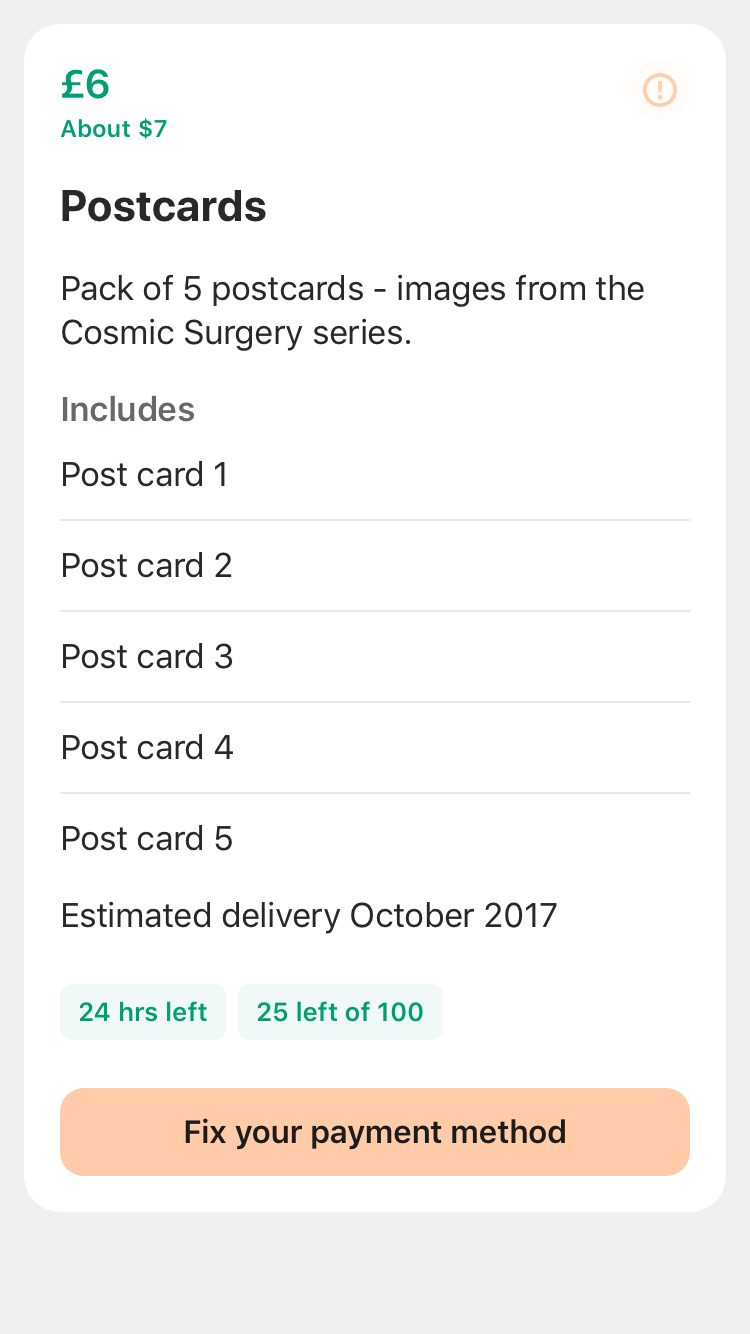 £6
About $7
Postcards
Pack of 5 postcards - images from the
Cosmic Surgery series.
Includes
Post card 1
Post card 2
Post card 3
Post card 4
Post card 5
Estimated delivery October 2017
24 hrs left
25 left of 100
Fix your payment method